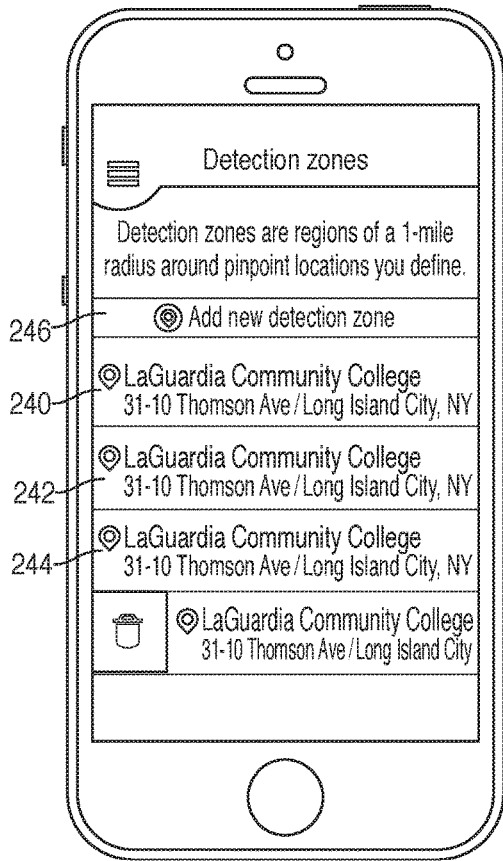 Detection zones
Detection zones are regions of a 1-mile
radius around pinpoint locations you define.
246
Add new detection zone
240
LaGuardia Community College
31-10 Thomson Ave / Long Island City, NY
242
LaGuardia Community College
31-10 Thomson Ave / Long Island City, NY
244
LaGuardia Community College
31-10 Thomson Ave / Long Island City, NY
LaGuardia Community College
31-10 Thomson Ave / Long Island City